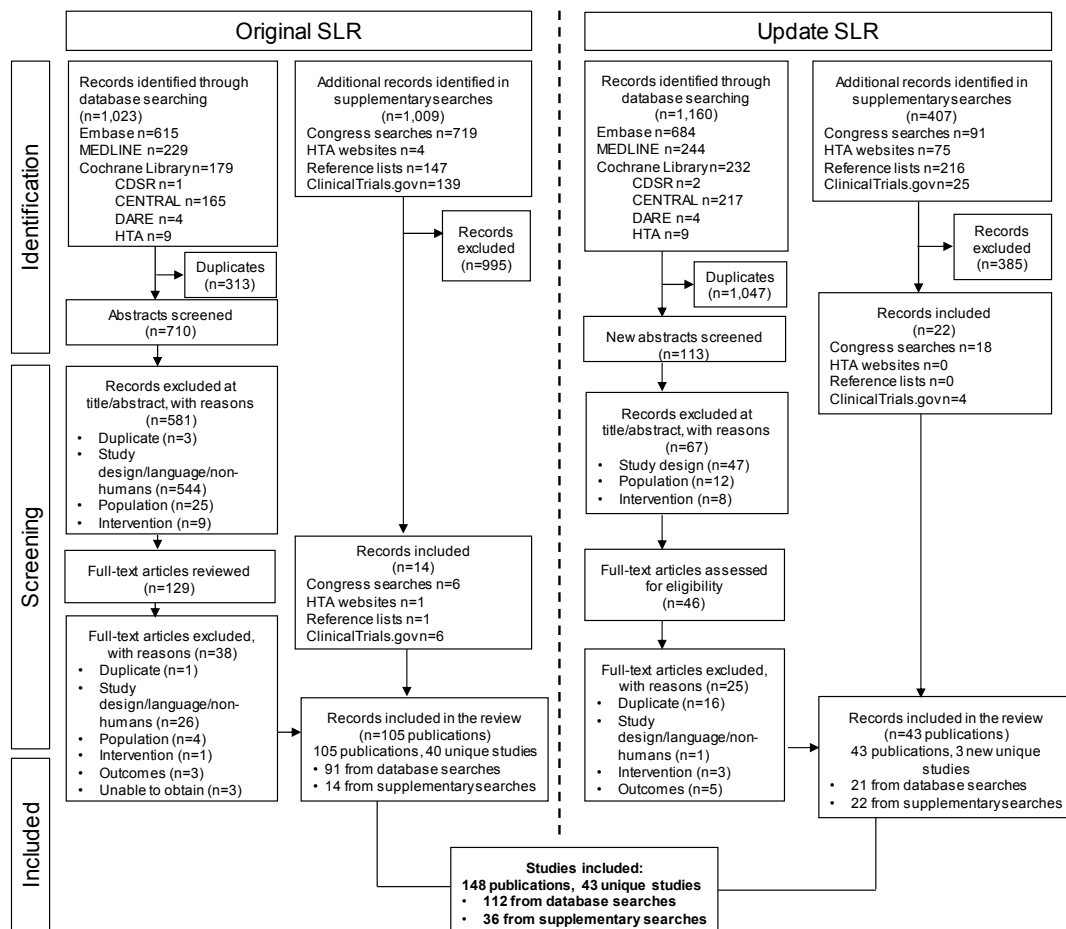 Original SLR
Update SLR
Identification
Screening
Included
Records identified through
database searching
(n=1,023)
Embase n=615
MEDLINE n=229
Cochrane Library n=179
CDSR n=1
CENTRAL n=165
DARE n=4
HTA n=9
Duplicates
(n=313)
Abstracts screened
(n=710)
Records excluded at
title/abstract, with reasons
(n=581)
• Duplicate (n=3)
• Study
design/language/non-
humans (n=544)
• Population (n=25)
• Intervention (n=9)
Full-text articles reviewed
(n=129)
Full-text articles excluded,
with reasons (n=38)
• Duplicate (n=1)
• Study
design/language/non-
humans (n=26)
• Population (n=4)
• Intervention (n=1)
• Outcomes (n=3)
• Unable to obtain (n=3)
Additional records identified in
supplementary searches
(n=1,009)
Congress searches n=719
HTA websites n=4
Reference lists n=147
ClinicalTrials.gov n=139
Records
excluded
(n=995)
Records included
(n=14)
Congress searches n=6
HTA websites n=1
Reference lists n=1
ClinicalTrials.gov n=6
Records included in the review
(n=105 publications)
105 publications, 40 unique studies
• 91 from database searches
• 14 from supplementary searches
Records identified through
database searching
(n=1,160)
Embase n=684
MEDLINE n=244
Cochrane Library n=232
CDSR n=2
CENTRAL n=217
DARE n=4
HTA n=9
Duplicates
(n=1,047)
New abstracts screened
(n=113)
Records excluded at
title/abstract, with reasons
(n=67)
• Study design (n=47)
• Population (n=12)
• Intervention (n=8)
Full-text articles assessed
for eligibility
(n=46)
Full-text articles excluded,
with reasons (n=25)
• Duplicate (n=16)
• Study
design/language/non-
humans (n=1)
• Intervention (n=3)
• Outcomes (n=5)
Additional records identified in
supplementary searches
(n=407)
Congress searches n=91
HTA websites n=75
Reference lists n=216
ClinicalTrials.gov n=25
Records
excluded
(n=385)
Records included
(n=22)
Congress searches n=18
HTA websites n=0
Reference lists n=0
ClinicalTrials.gov n=4
Records included in the review
(n=43 publications)
43 publications, 3 new unique
studies
• 21 from database searches
• 22 from supplementary searches
Studies included:
148 publications, 43 unique studies
• 112 from database searches
• 36 from supplementary searches